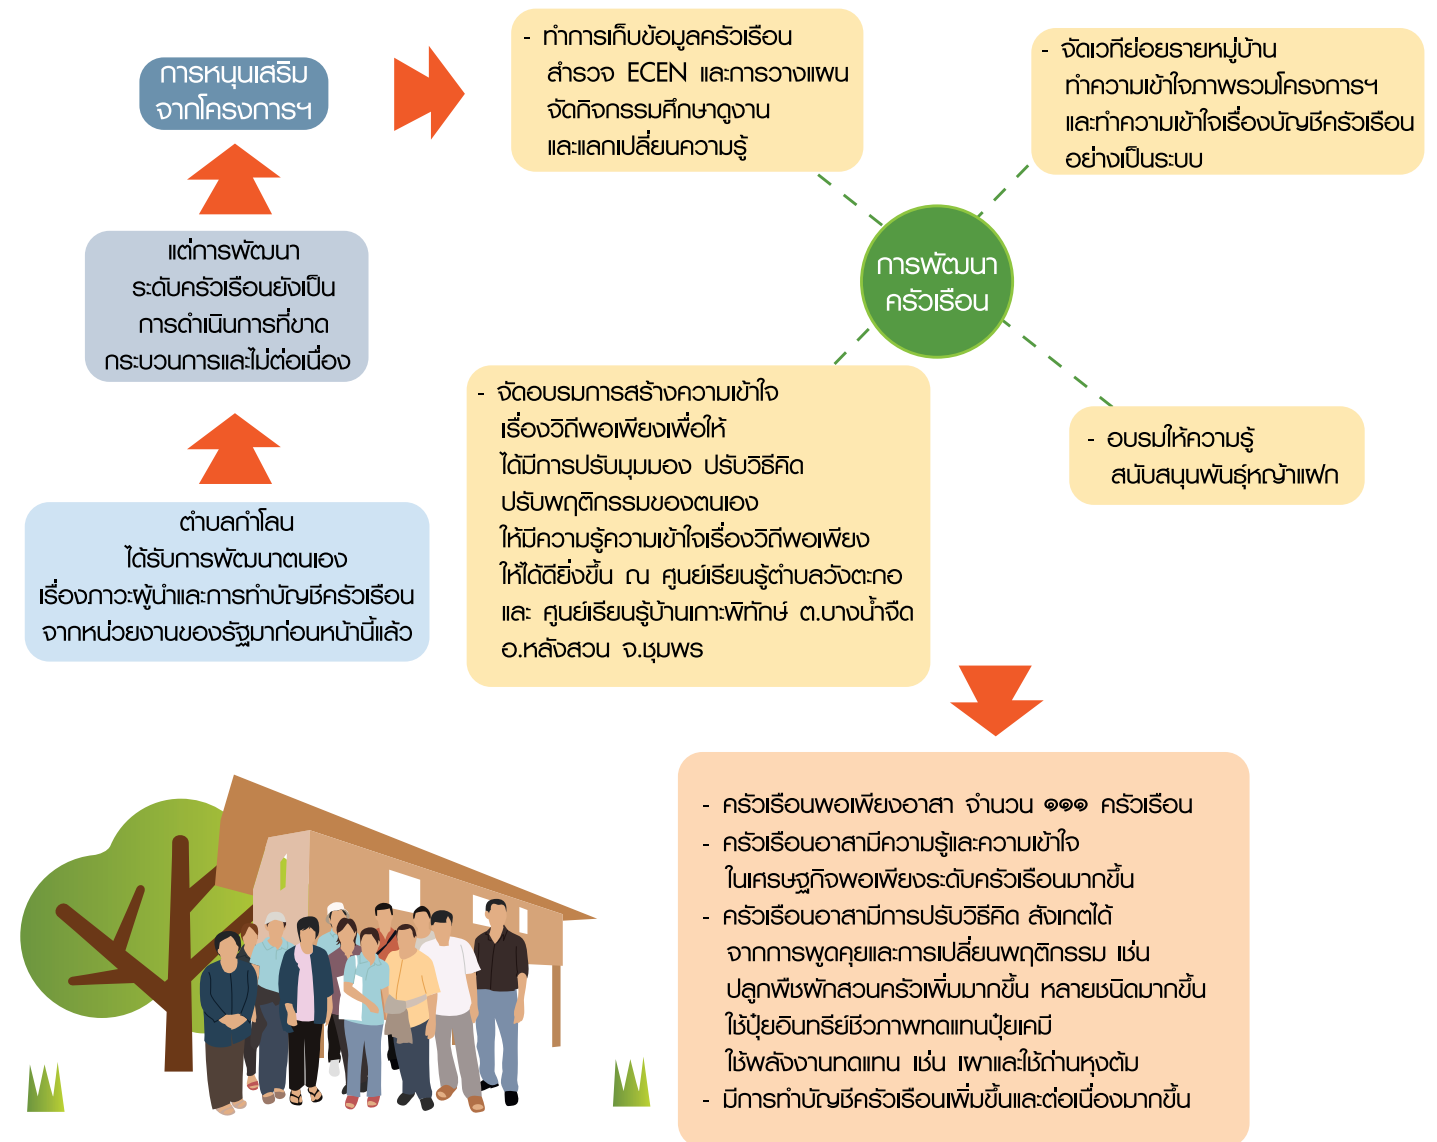 การหนุนเสริม
จากโครงการฯ
แต่การพัฒนา
ระดับครัวเรือนยังเป็น
การดำเนินการที่ขาด
กระบวนการและไม่ต่อเนื่อง
ตำบลกำโลน
ได้รับการพัฒนาตนเอง
เรื่องภาวะผู้นำและการทำบัญชีครัวเรือน
จากหน่วยงานของรัฐมาก่อนหน้านี้แล้ว
- ทำการเก็บข้อมูลครัวเรือน
สำรวจ ECEN และการวางแผน
จัดกิจกรรมศึกษาดูงาน
และแลกเปลี่ยนความรู้
- จัดเวทีย่อยรายหมู่บ้าน
ทำความเข้าใจภาพรวมโครงการฯ
และทำความเข้าใจเรื่องบัญชีครัวเรือน
อย่างเป็นระบบ
การพัฒนา
ครัวเรือน
- จัดอบรมการสร้างความเข้าใจ
เรื่องวิถีพอเพียงเพื่อให้
ได้มีการปรับมุมมอง ปรับวิธีคิด
ปรับพฤติกรรมของตนเอง
ให้มีความรู้ความเข้าใจเรื่องวิถีพอเพียง
ให้ได้ดียิ่งขึ้น ณ ศูนย์เรียนรู้ตำบลวังตะกอ
และ ศูนย์เรียนรู้บ้านเกาะพิทักษ์ ต.บางน้ำจืด
อ.หลังสวน จ.ชุมพร
- อบรมให้ความรู้
สนับสนุนพันธุ์หญ้าแฝก
- ครัวเรือนพอเพียงอาสา จำนวน ๑๑๑ ครัวเรือน
- ครัวเรือนอาสามีความรู้และความเข้าใจ
ในเศรษฐกิจพอเพียงระดับครัวเรือนมากขึ้น
- ครัวเรือนอาสามีการปรับวิธีคิด สังเกตได้
จากการพูดคุยและการเปลี่ยนพฤติกรรม เช่น
ปลูกพืชผักสวนครัวเพิ่มมากขึ้น หลายชนิดมากขึ้น
ใช้ปุ๋ยอินทรีย์ชีวภาพทดแทนปุ๋ยเคมี
ใช้พลังงานทดแทน เช่น เผาและใช้ถ่านหุงต้ม
- มีการทำบัญชีครัวเรือนเพิ่มขึ้นและต่อเนื่องมากขึ้น